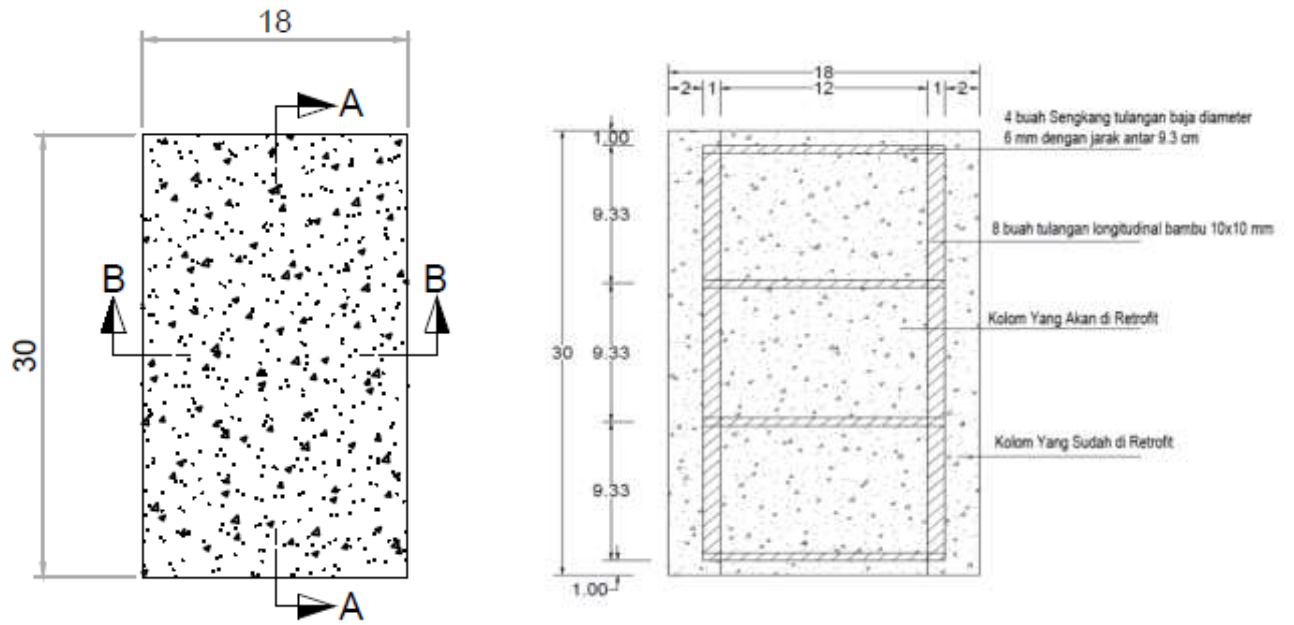 18
A
B
B
30
A
18
2
1
12
1
2
1.00
9.33
9.33
30
9.33
1.00
4 buah Sengkang tulangan baja diameter
6 mm dengan jarak antar 9.3 cm
8 buah tulangan longitudinal bambu 10x10 mm
Kolom Yang Akan di Retrofit
Kolom Yang Sudah di Retrofit